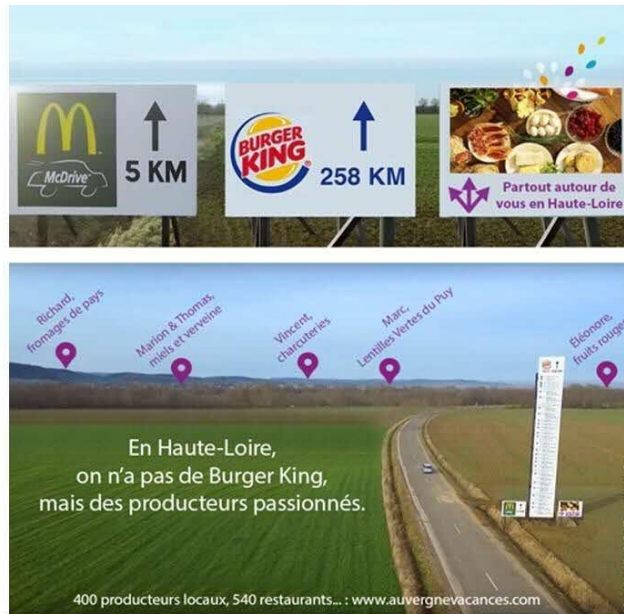 McDrive
5 KM
BURGER
KING
258 KM
Partout autour de
vous en Haute-Loire
Richard,
fromages de pays
Marion & Thomas,
miels et verveine
Vincent,
charcuteries
Marc,
Lentilles Vertes du Puy
Éléonore,
fruits rouges
En Haute-Loire,
on n'a pas de Burger King,
mais des producteurs passionnés.
400 producteurs locaux, 540 restaurants... : www.auvergnevacances.com